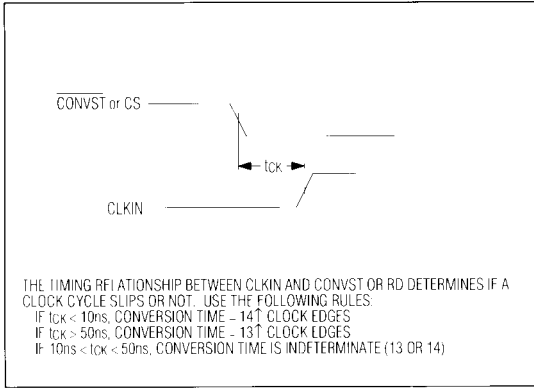 CONVST or CS
tCK
CLKIN
THE TIMING RELATIONSHIP BETWEEN CLKIN AND CONVST OR RD DETERMINES IF A
CLOCK CYCLE SLIPS OR NOT. USE THE FOLLOWING RULES:
IF tCK < 10ns, CONVERSION TIME – 14↑ CLOCK EDGES
IF tCK > 50ns, CONVERSION TIME – 13↑ CLOCK EDGES
IF 10ns < tCK < 50ns, CONVERSION TIME IS INDETERMINATE (13 OR 14)